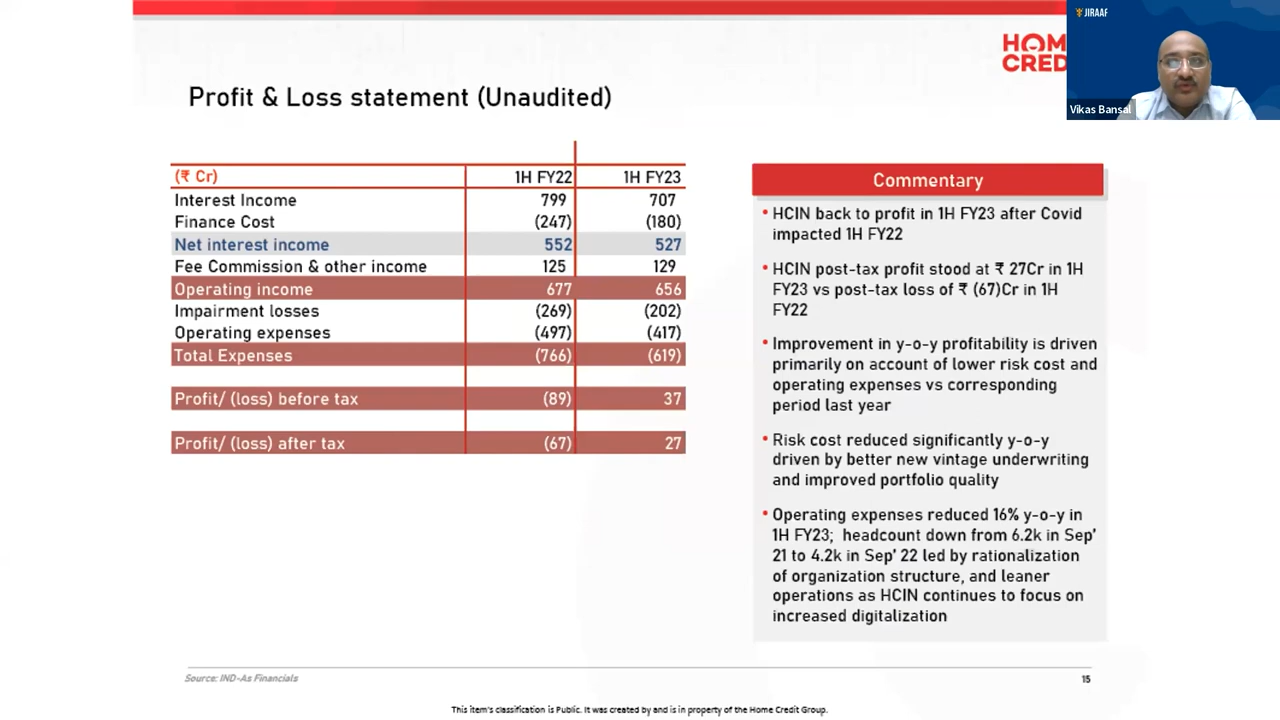 JIRAAF
HOM
CRED
Vikas Bansal
Profit & Loss statement (Unaudited)
(₹ Cr) 1H FY22 1H FY23
Interest Income 799 707
Finance Cost (247) (180)
Net interest income 552 527
Fee Commission & other income 125 129
Operating income 677 656
Impairment losses (269) (202)
Operating expenses (497) (417)
Total Expenses (766) (619)
Profit/ (loss) before tax (89) 37
Profit/ (loss) after tax (67) 27
Commentary
• HCIN back to profit in 1H FY23 after Covid
impacted 1H FY22
• HCIN post-tax profit stood at ₹ 27Cr in 1H
FY23 vs post-tax loss of ₹ (67)Cr in 1H
FY22
• Improvement in y-o-y profitability is driven
primarily on account of lower risk cost and
operating expenses vs corresponding
period last year
• Risk cost reduced significantly y-o-y
driven by better new vintage underwriting
and improved portfolio quality
• Operating expenses reduced 16% y-o-y in
1H FY23;  headcount down from 6.2k in Sep’
21 to 4.2k in Sep’ 22 led by rationalization
of organization structure, and leaner
operations as HCIN continues to focus on
increased digitalization
Source: IND-As Financials
15
This item's classification is Public. It was created by and is in property of the Home Credit Group.